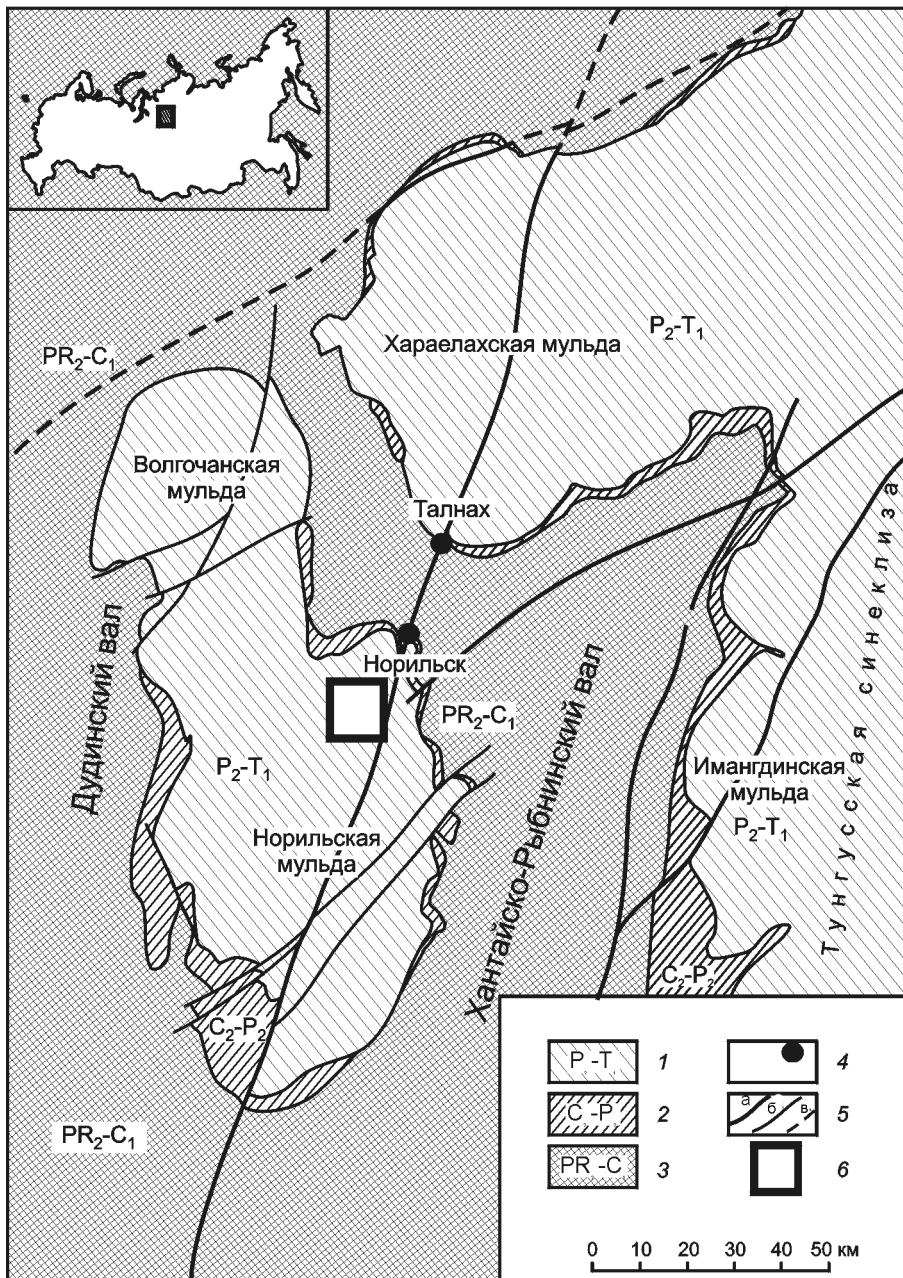 PR₂-C₁
Хараелахская мульда
P₂-T₁
Волгочанская
мульда
Талнах
Норильск
Дудинский вал
PR₂-C₁
Хантайско-Рыбнинский вал
Тунгусская синеклиза
P₂-T₁
Имангдинская
мульда
P₂-T₁
Норильская
мульда
C₂-P₂
C₂-P₂
PR₂-C₁
P-T 1
C-P 2
PR-C 3
4
а б в 5
6
0 10 20 30 40 50 км